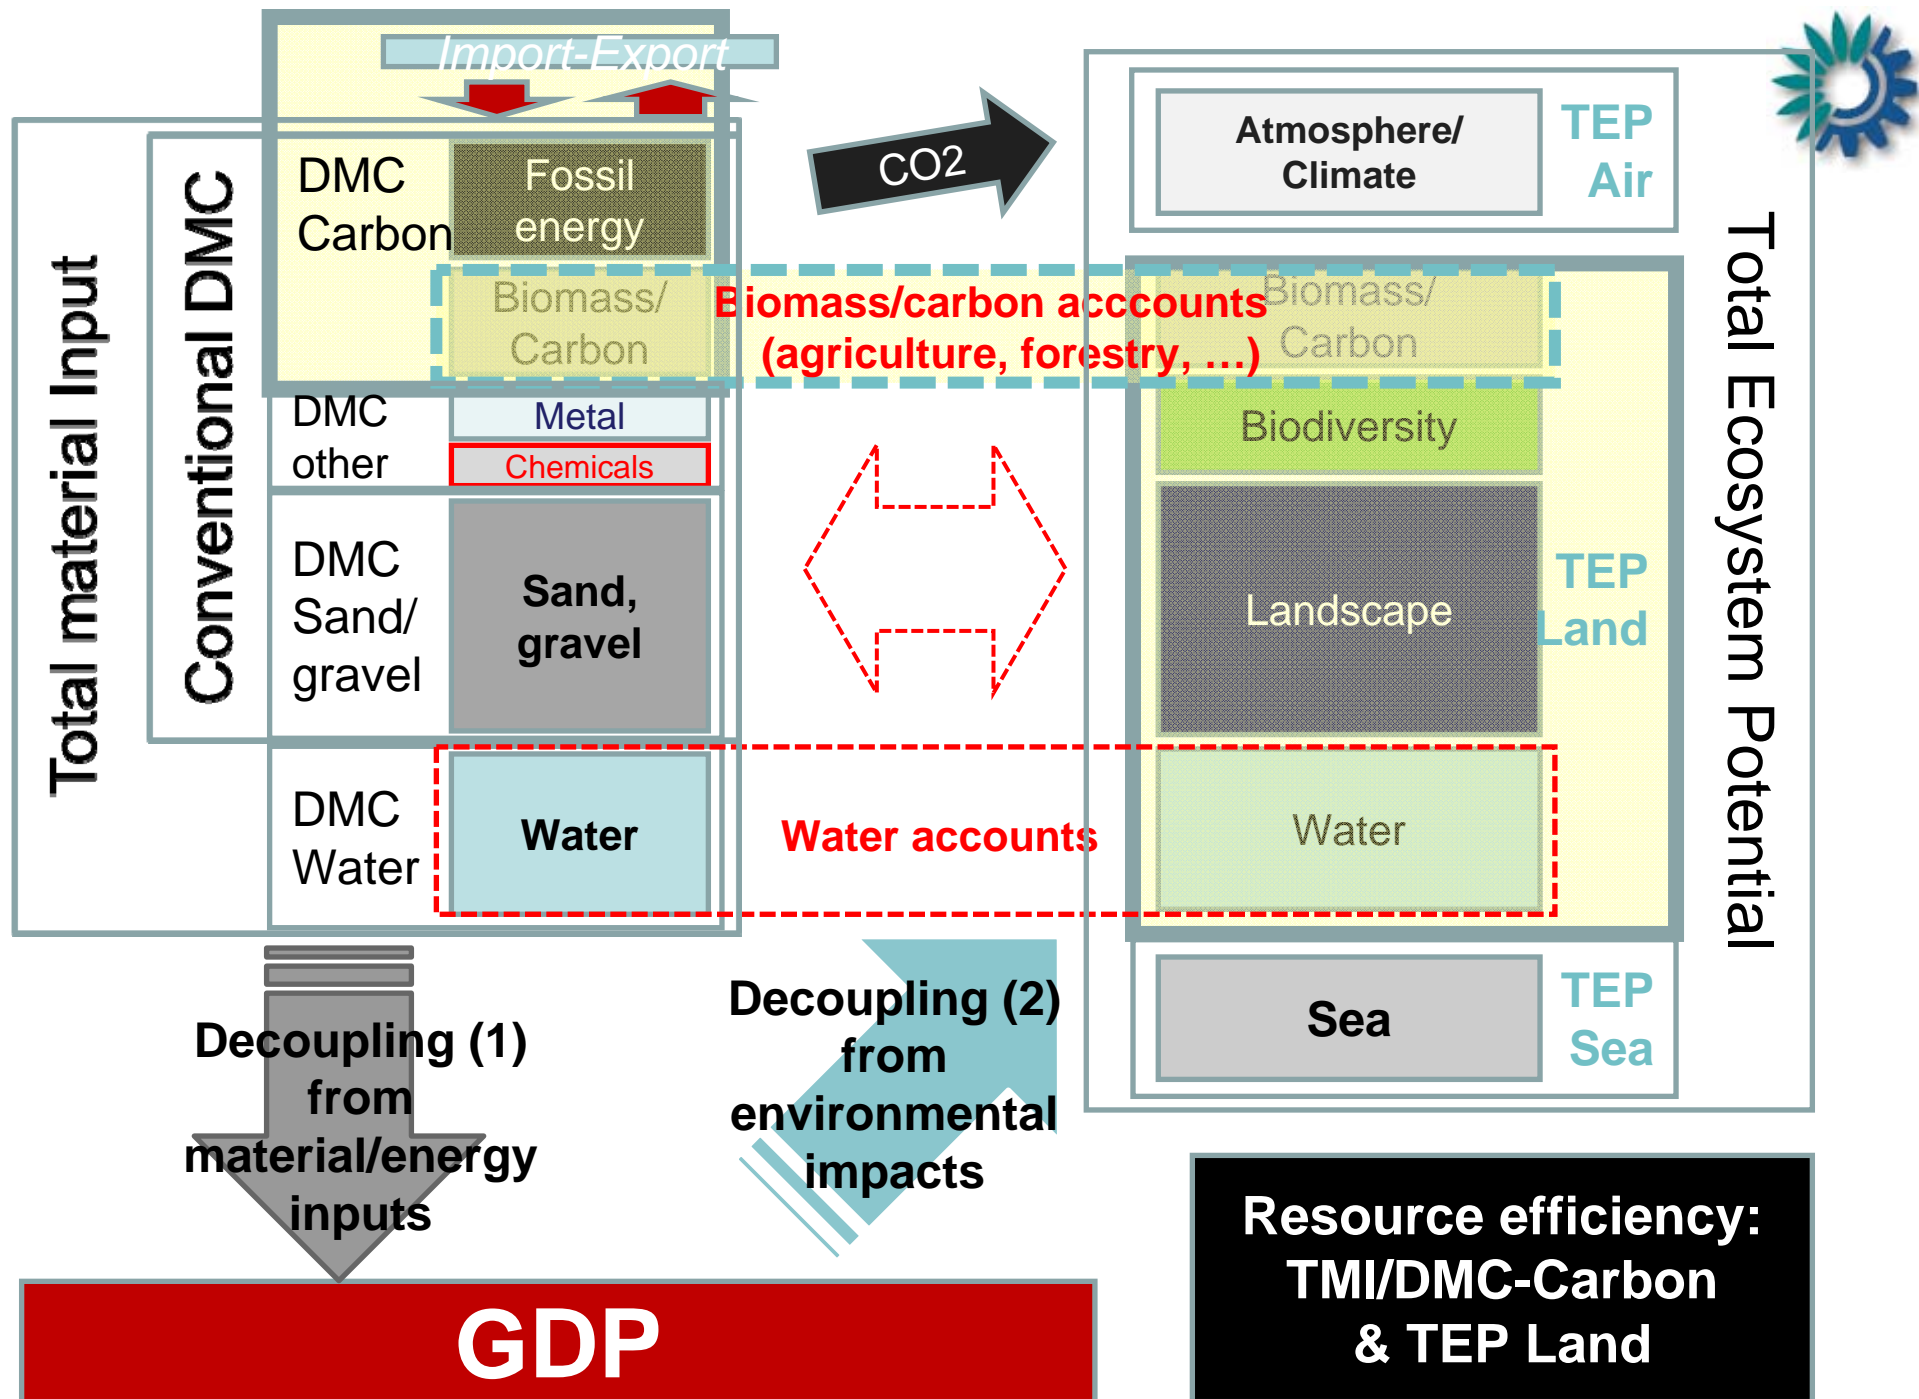 Import-Export
Total material Input
Conventional DMC
DMC
Carbon
Fossil
energy
Biomass/
Carbon
DMC
other
Metal
Chemicals
DMC
Sand/
gravel
Sand,
gravel
DMC
Water
Water
CO2
Biomass/carbon acccounts
(agriculture, forestry, ...)
Water accounts
Atmosphere/
Climate
TEP
Air
Biomass/
Carbon
Biodiversity
Landscape
TEP
Land
Water
Sea
TEP
Sea
Total Ecosystem Potential
Decoupling (1)
from
material/energy
inputs
Decoupling (2)
from
environmental
impacts
GDP
Resource efficiency:
TMI/DMC-Carbon
& TEP Land